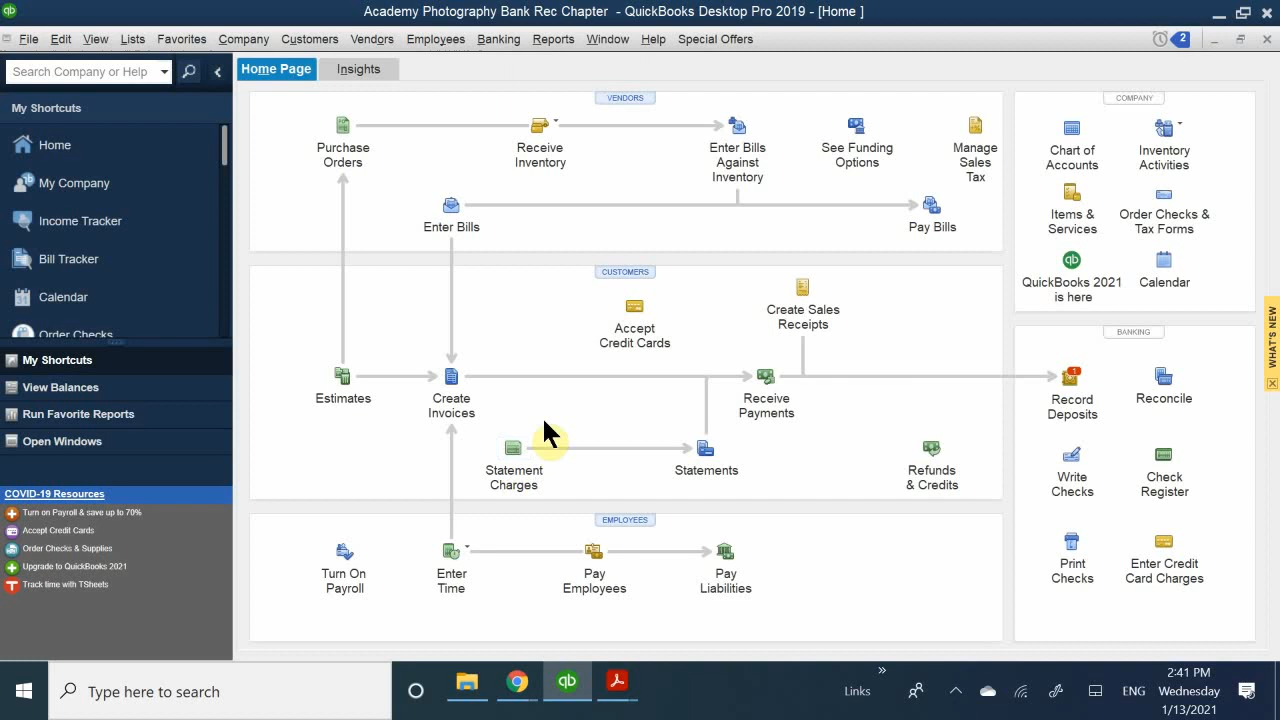 qb
Academy Photography Bank Rec Chapter - QuickBooks Desktop Pro 2019 - [Home ]
File Edit View Lists Favorites Company Customers Vendors Employees Banking Reports Window Help Special Offers
2
Search Company or Help
My Shortcuts
Home
My Company
Income Tracker
Bill Tracker
Calendar
Order Checks
My Shortcuts
View Balances
Run Favorite Reports
Open Windows
COVID-19 Resources
Turn on Payroll & save up to 70%
Accept Credit Cards
Order Checks & Supplies
Upgrade to QuickBooks 2021
Track time with TSheets
Home Page
Insights
VENDORS
Purchase
Orders
Receive
Inventory
Enter Bills
Against
Inventory
See Funding
Options
Manage
Sales
Tax
Enter Bills
Pay Bills
CUSTOMERS
Accept
Credit Cards
Create Sales
Receipts
Estimates
Create
Invoices
Receive
Payments
Statement
Charges
Statements
Refunds
& Credits
EMPLOYEES
Turn On
Payroll
Enter
Time
Pay
Employees
Pay
Liabilities
COMPANY
Chart of
Accounts
Inventory
Activities
Items &
Services
Order Checks &
Tax Forms
qb
QuickBooks 2021
is here
Calendar
BANKING
1
Record
Deposits
Reconcile
Write
Checks
Check
Register
Print
Checks
Enter Credit
Card Charges
WHAT'S NEW
Type here to search
qb
Links
ENG
2:41 PM
Wednesday
1/13/2021